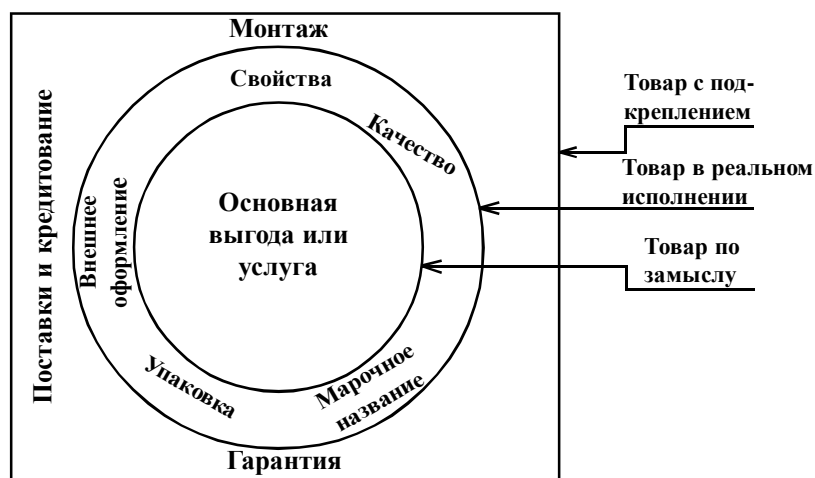 Монтаж
Свойства
Качество
Товар с под-
креплением
Товар в реальном
исполнении
Товар по
замыслу
Основная
выгода или
услуга
Внешнее
оформление
Поставки и кредитование
Упаковка
Марочное
название
Гарантия